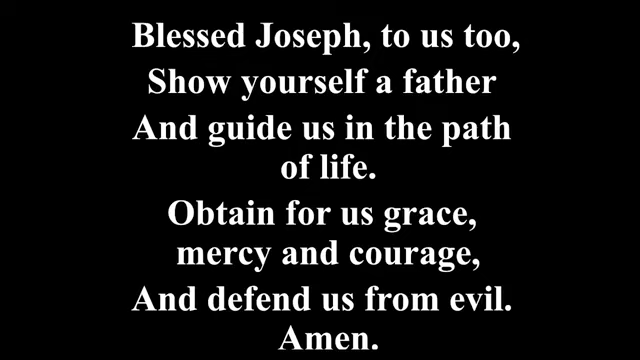 Blessed Joseph, to us too,
Show yourself a father
And guide us in the path
of life.
Obtain for us grace,
mercy and courage,
And defend us from evil.
Amen.